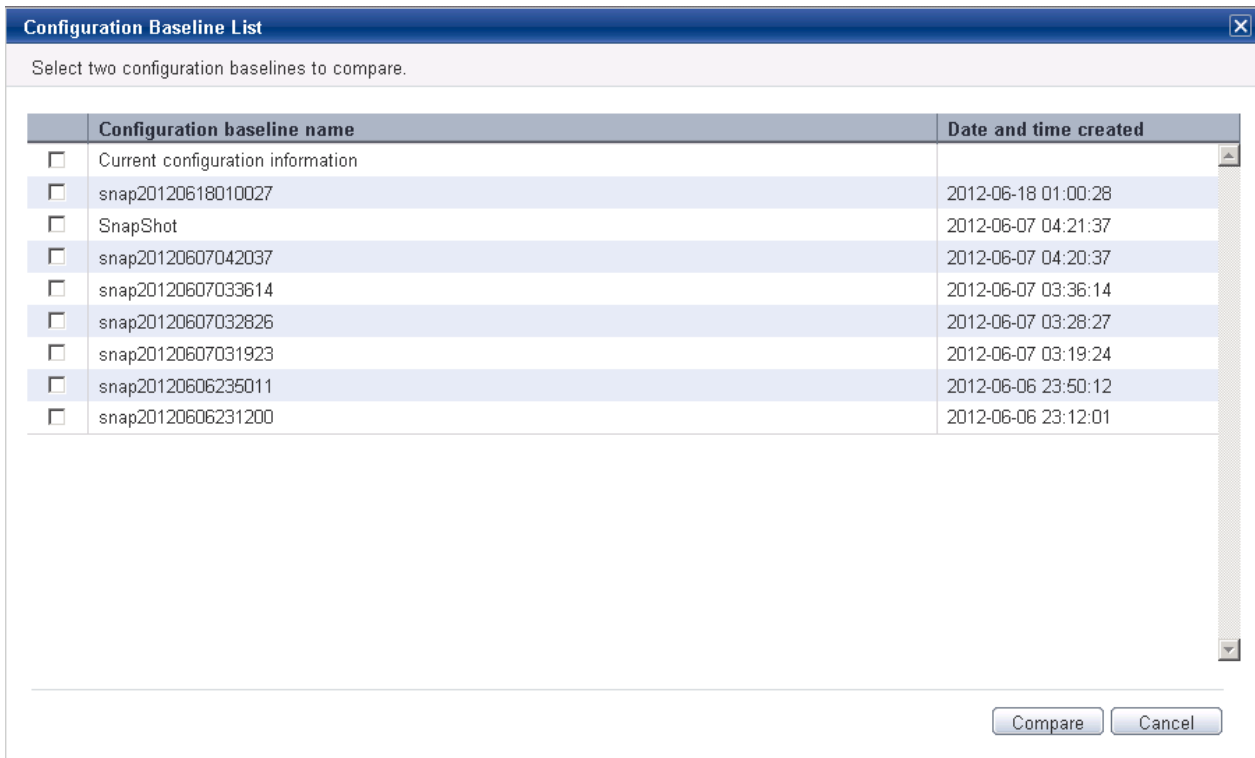 Configuration Baseline List
Select two configuration baselines to compare.
Configuration baseline name Date and time created
Current configuration information
snap20120618010027 2012-06-18 01:00:28
SnapShot 2012-06-07 04:21:37
snap20120607042037 2012-06-07 04:20:37
snap20120607033614 2012-06-07 03:36:14
snap20120607032826 2012-06-07 03:28:27
snap20120607031923 2012-06-07 03:19:24
snap20120606235011 2012-06-06 23:50:12
snap20120606231200 2012-06-06 23:12:01
Compare Cancel